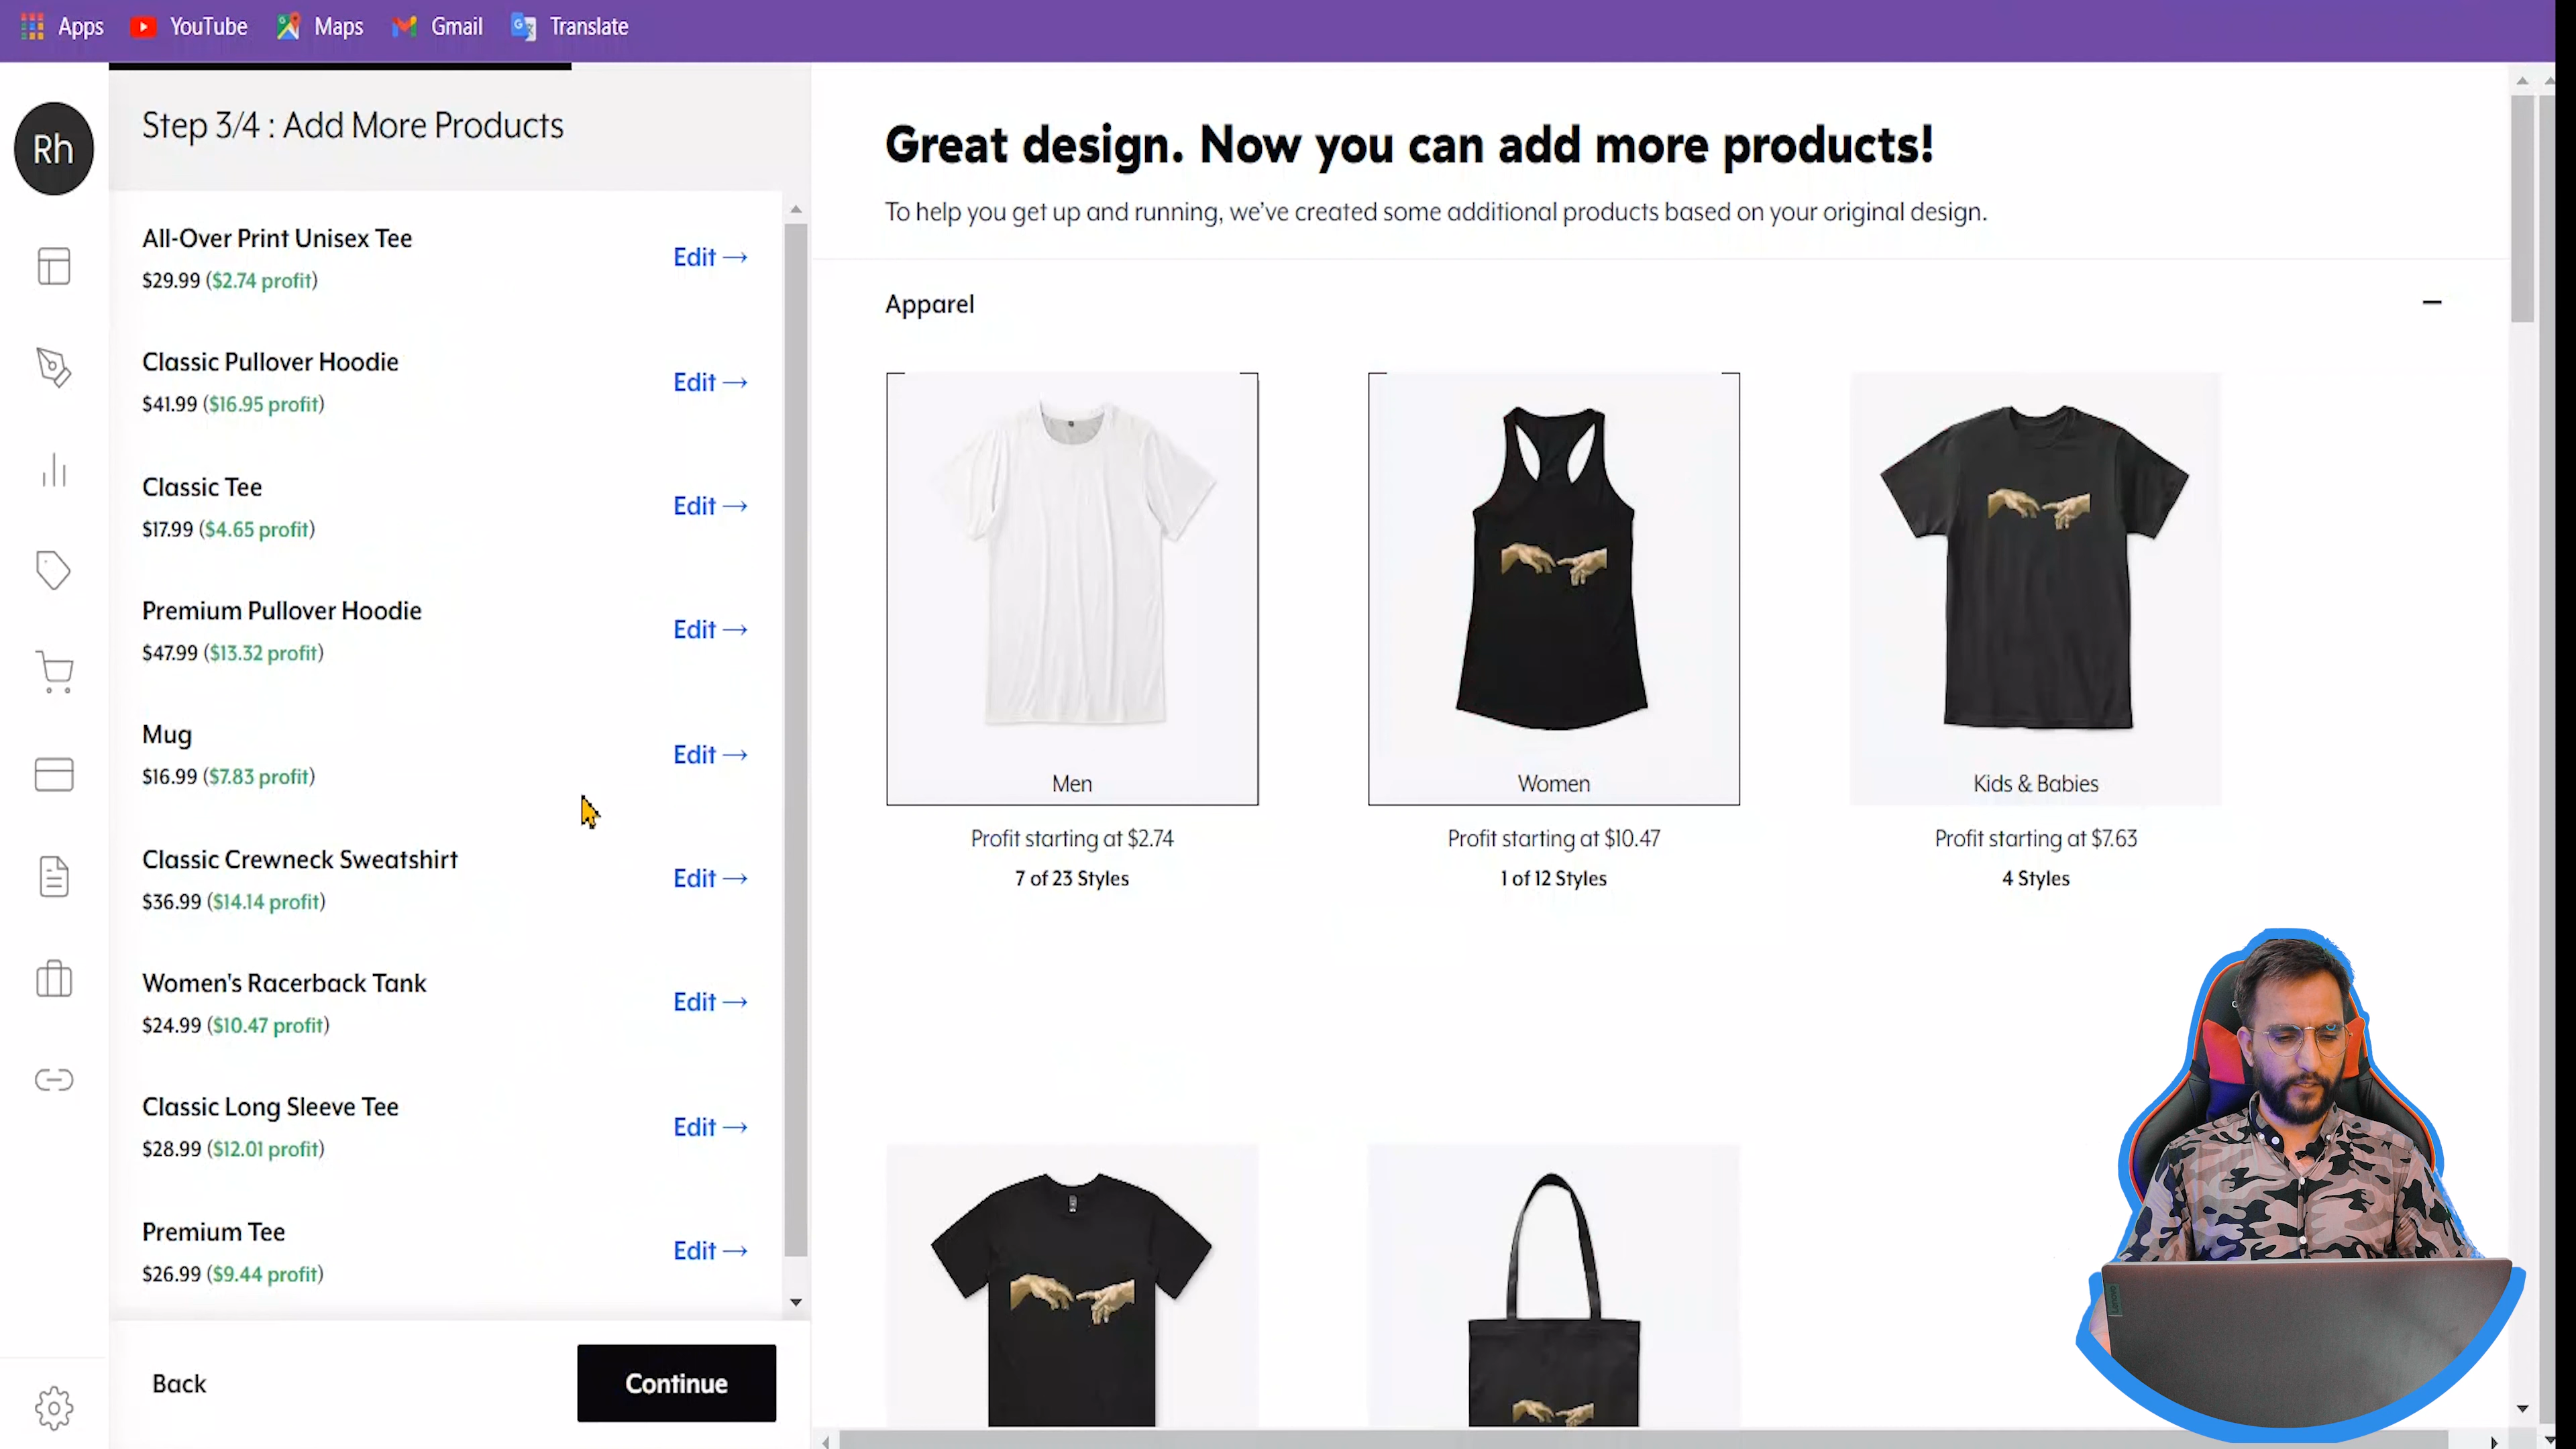 Apps YouTube Maps Gmail Translate
Rh
Step 3/4 : Add More Products
All-Over Print Unisex Tee
$29.99 ($2.74 profit)
Edit →
Classic Pullover Hoodie
$41.99 ($16.95 profit)
Edit →
Classic Tee
$17.99 ($4.65 profit)
Edit →
Premium Pullover Hoodie
$47.99 ($13.32 profit)
Edit →
Mug
$16.99 ($7.83 profit)
Edit →
Classic Crewneck Sweatshirt
$36.99 ($14.14 profit)
Edit →
Women's Racerback Tank
$24.99 ($10.47 profit)
Edit →
Classic Long Sleeve Tee
$28.99 ($12.01 profit)
Edit →
Premium Tee
$26.99 ($9.44 profit)
Edit →
Back
Continue
Great design. Now you can add more products!
To help you get up and running, we've created some additional products based on your original design.
Apparel
Men
Profit starting at $2.74
7 of 23 Styles
Women
Profit starting at $10.47
1 of 12 Styles
Kids & Babies
Profit starting at $7.63
4 Styles